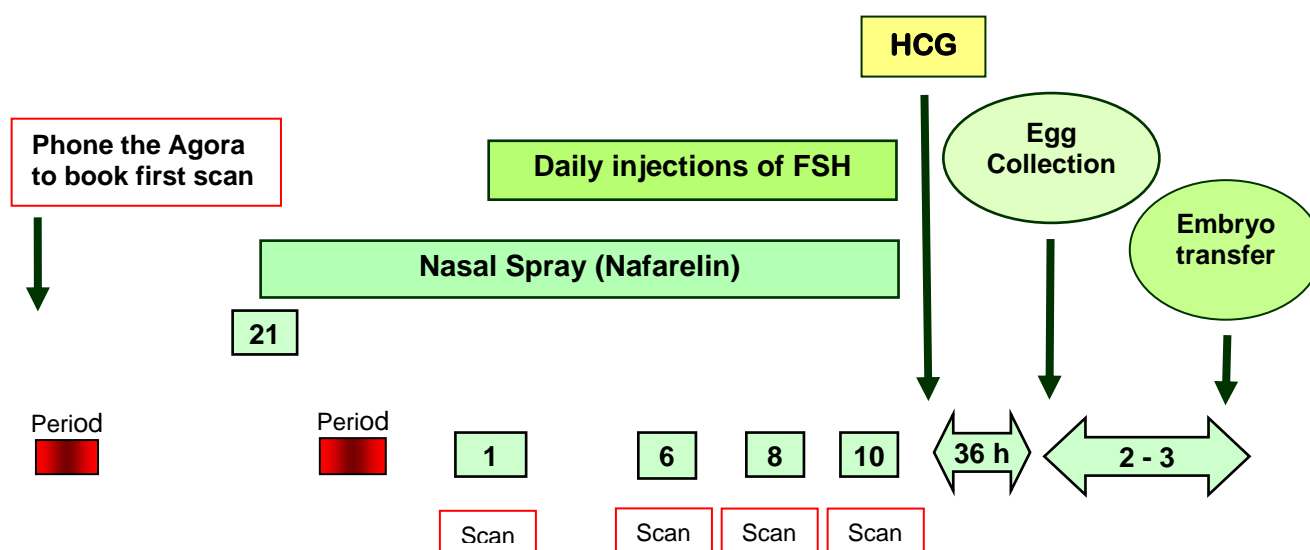 HCG
Phone the Agora
to book first scan
Egg
Collection
Daily injections of FSH
Embryo
transfer
Nasal Spray (Nafarelin)
21
Period
Period
1
6
8
10
36 h
2 - 3
Scan
Scan
Scan
Scan